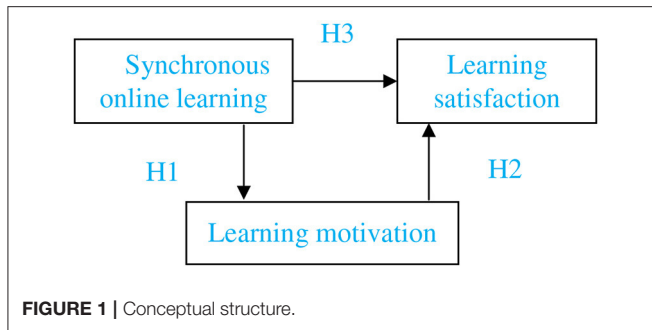 H3
Synchronous
online learning
Learning
satisfaction
H1
H2
Learning motivation
FIGURE 1 | Conceptual structure.